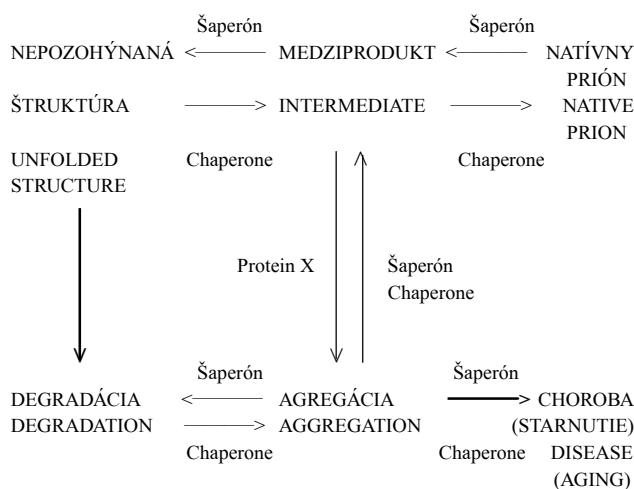 Šaperón Šaperón
NEPOZOHÝNANÁ MEDZIPRODUKT NATÍVNY
PRIÓN
ŠTRUKTÚRA INTERMEDIATE NATIVE
PRION
UNFOLDED Chaperone Chaperone
STRUCTURE
Protein X Šaperón
Chaperone
Šaperón Šaperón
DEGRADÁCIA AGREGÁCIA CHOROBA
DEGRADATION AGGREGATION (STARNUTIE)
Chaperone Chaperone DISEASE
(AGING)